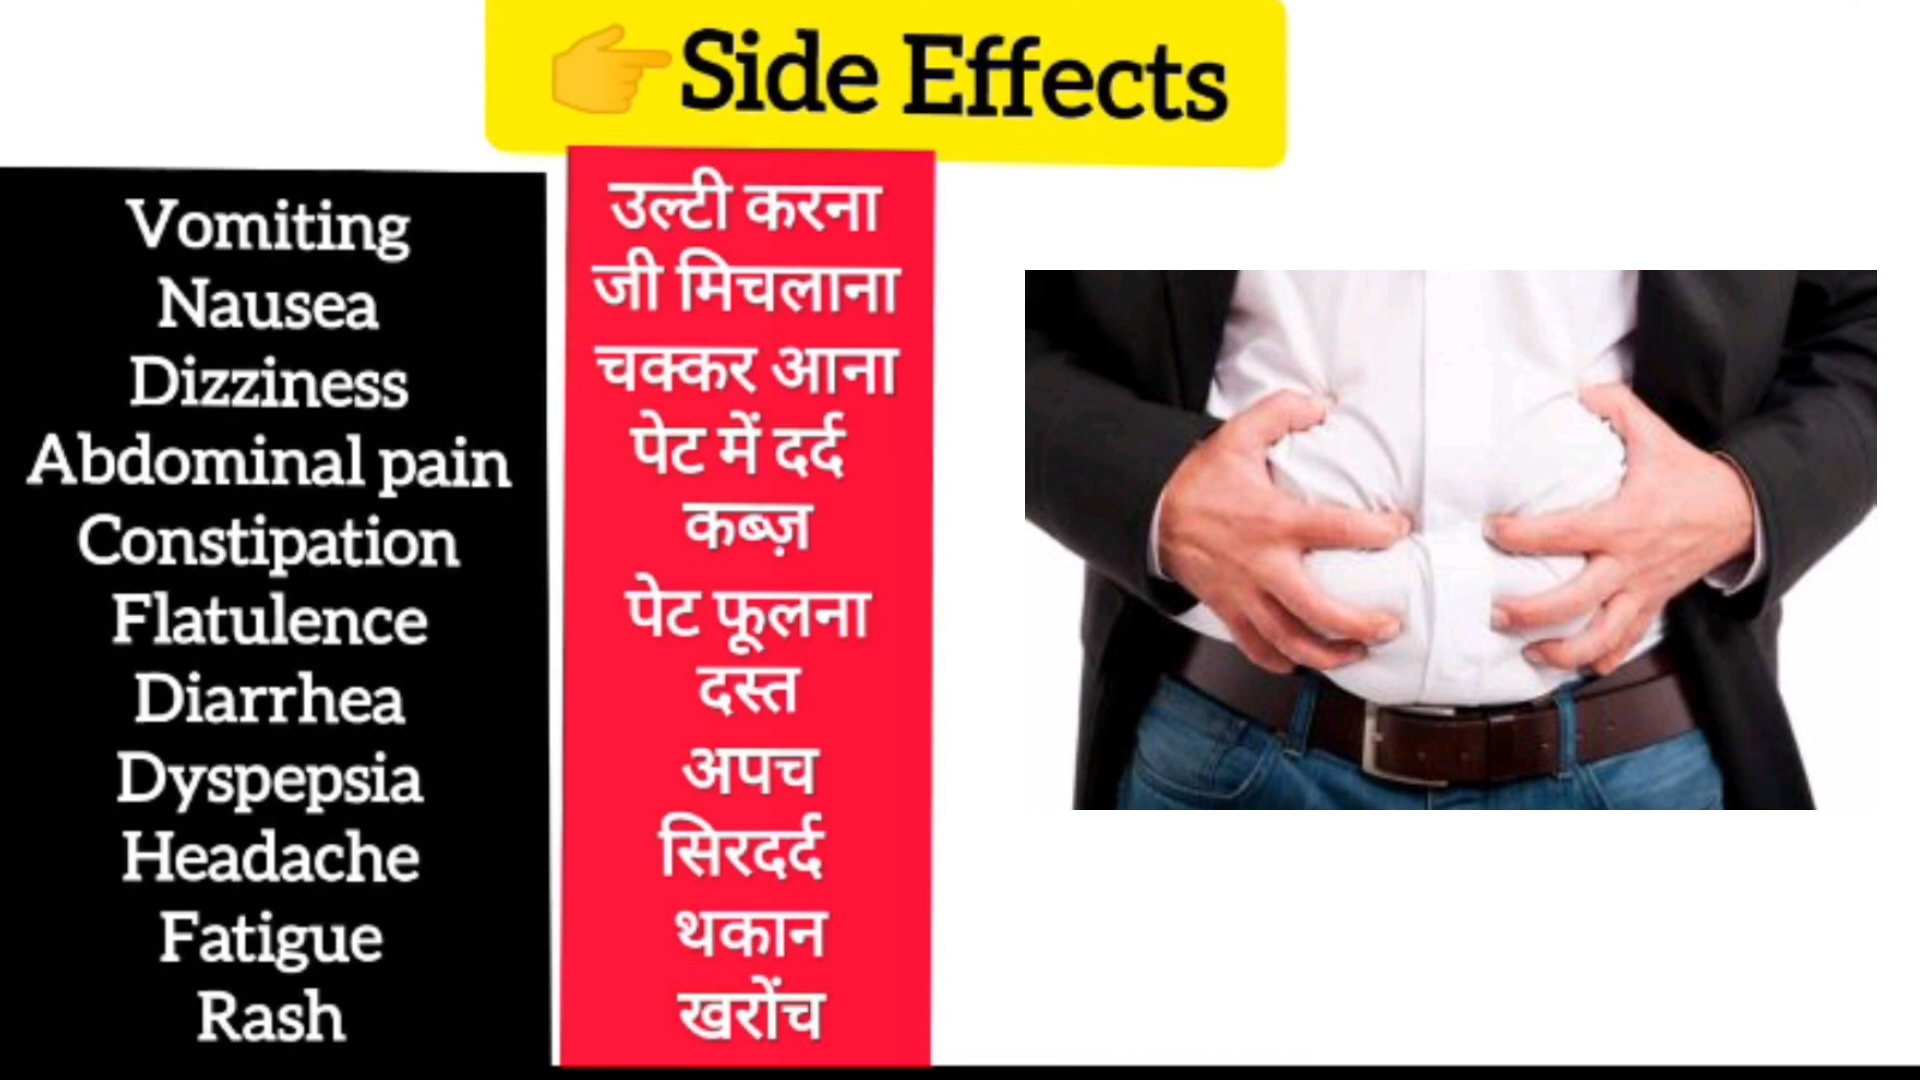 👉Side Effects
Vomiting
Nausea
Dizziness
Abdominal pain
Constipation
Flatulence
Diarrhea
Dyspepsia
Headache
Fatigue
Rash
उल्टी करना
जी मिचलाना
चक्कर आना
पेट में दर्द
कब्ज़
पेट फूलना
दस्त
अपच
सिरदर्द
थकान
खरोंच